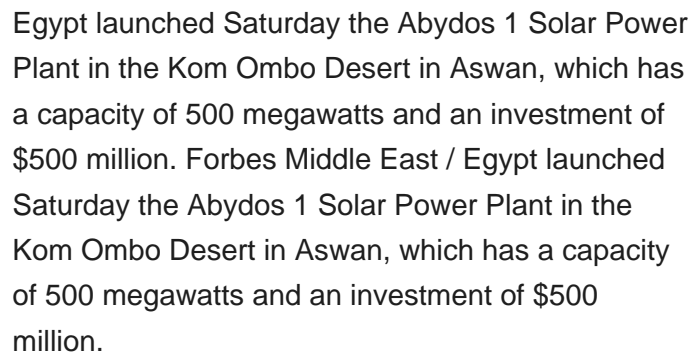 Egypt launched Saturday the Abydos 1 Solar Power
Plant in the Kom Ombo Desert in Aswan, which has
a capacity of 500 megawatts and an investment of
$500 million. Forbes Middle East / Egypt launched
Saturday the Abydos 1 Solar Power Plant in the
Kom Ombo Desert in Aswan, which has a capacity
of 500 megawatts and an investment of $500
million.